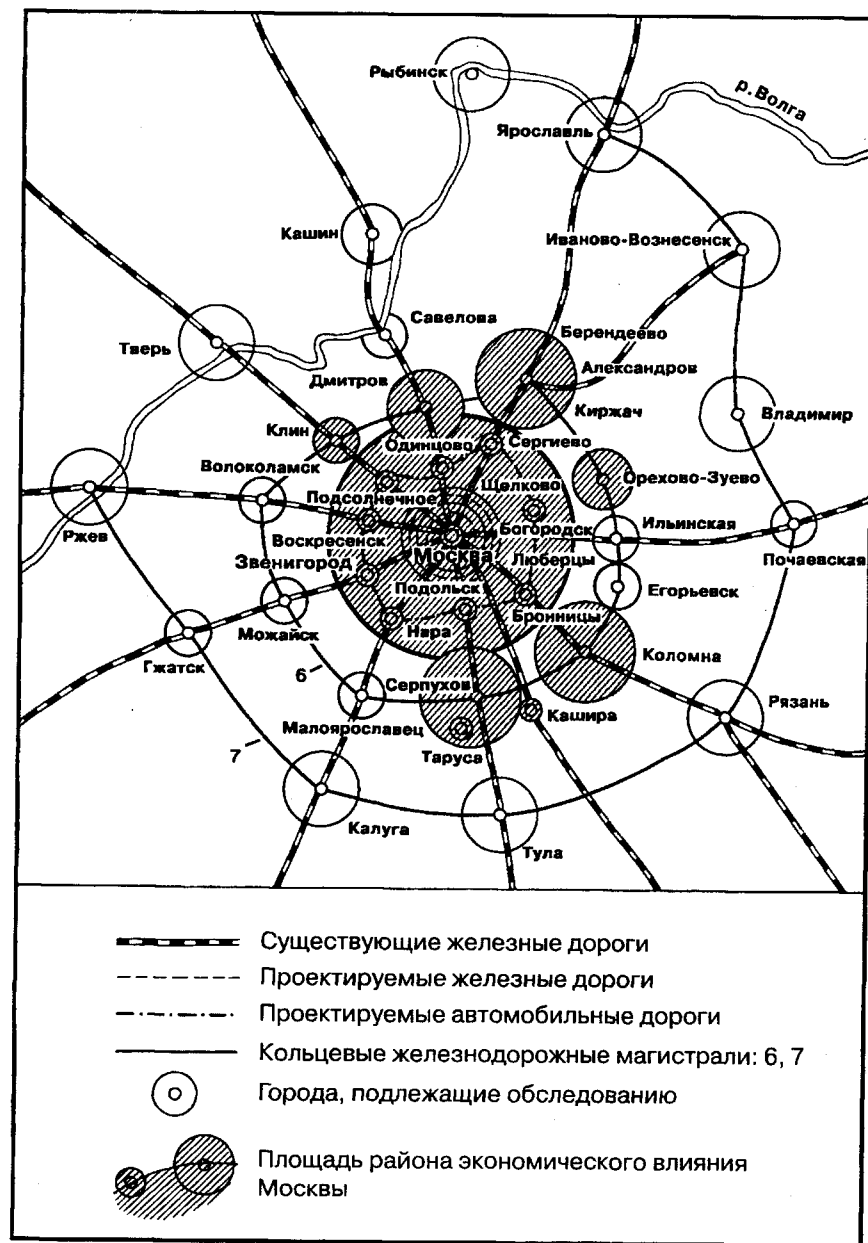 Рыбинск
р. Волга
Ярославль
Кашин
Иваново-Вознесенск
Савелова
Берендеево
Тверь
Дмитров
Александров
Киржач
Владимир
Клин
Одинцово
Сергиево
Волоколамск
Орехово-Зуево
Подсолнечное
Щелково
Ржев
Воскресенск
Богородск
Ильинская
Почаевская
Москва
Звенигород
Люберцы
Подольск
Егорьевск
Бронницы
Можайск
Нара
Гжатск
Коломна
6
Серпухов
Рязань
Малоярославец
Кашира
7
Таруса
Калуга
Тула
Существующие железные дороги
Проектируемые железные дороги
Проектируемые автомобильные дороги
Кольцевые железнодорожные магистрали: 6, 7
Города, подлежащие обследованию
Площадь района экономического влияния
Москвы